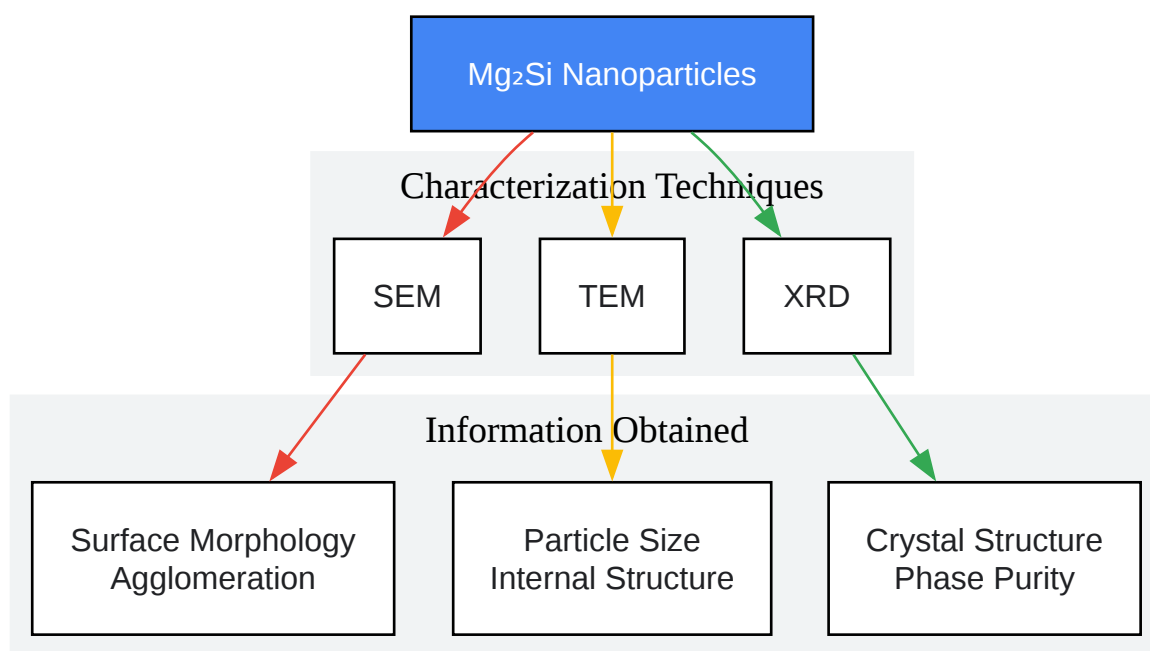 Mg₂Si Nanoparticles
Characterization Techniques
SEM
TEM
XRD
Information Obtained
Surface Morphology
Agglomeration
Particle Size
Internal Structure
Crystal Structure
Phase Purity